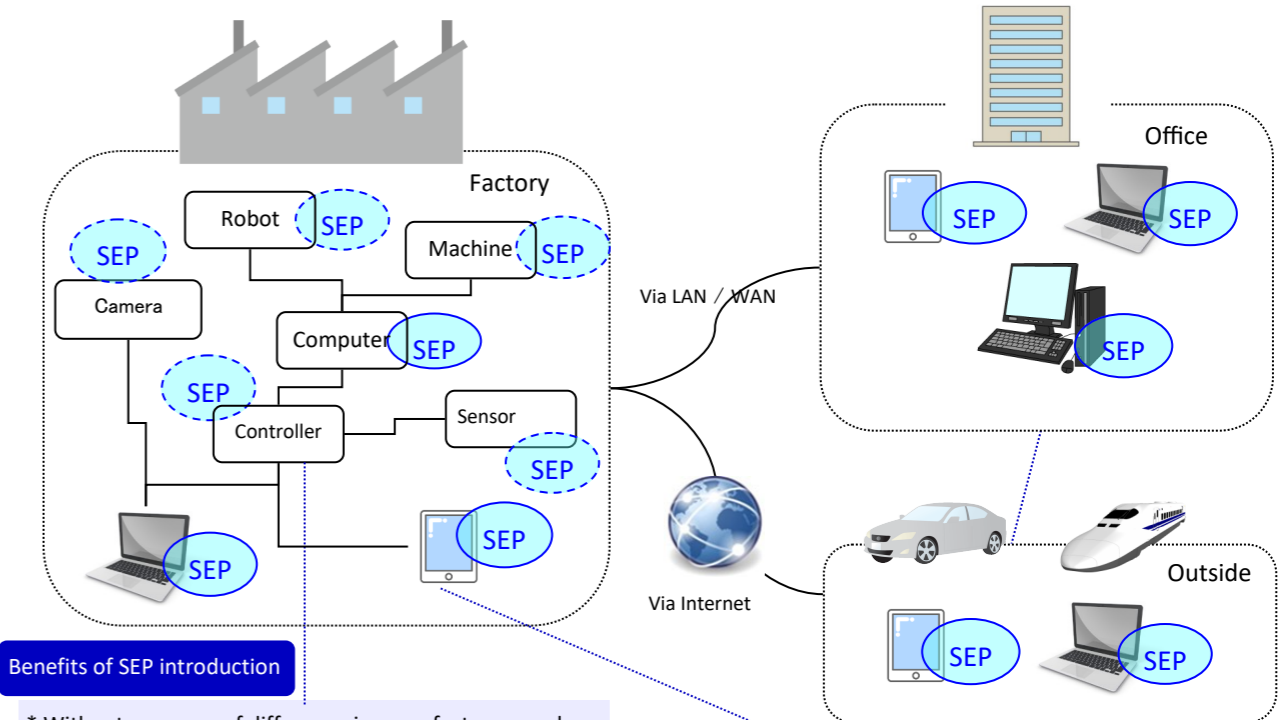 Factory
Robot
SEP
Machine
SEP
SEP
Camera
Computer
SEP
SEP
Controller
Sensor
SEP
SEP
SEP
Via LAN / WAN
Via Internet
Office
SEP
SEP
SEP
Outside
SEP
SEP
Benefits of SEP introduction